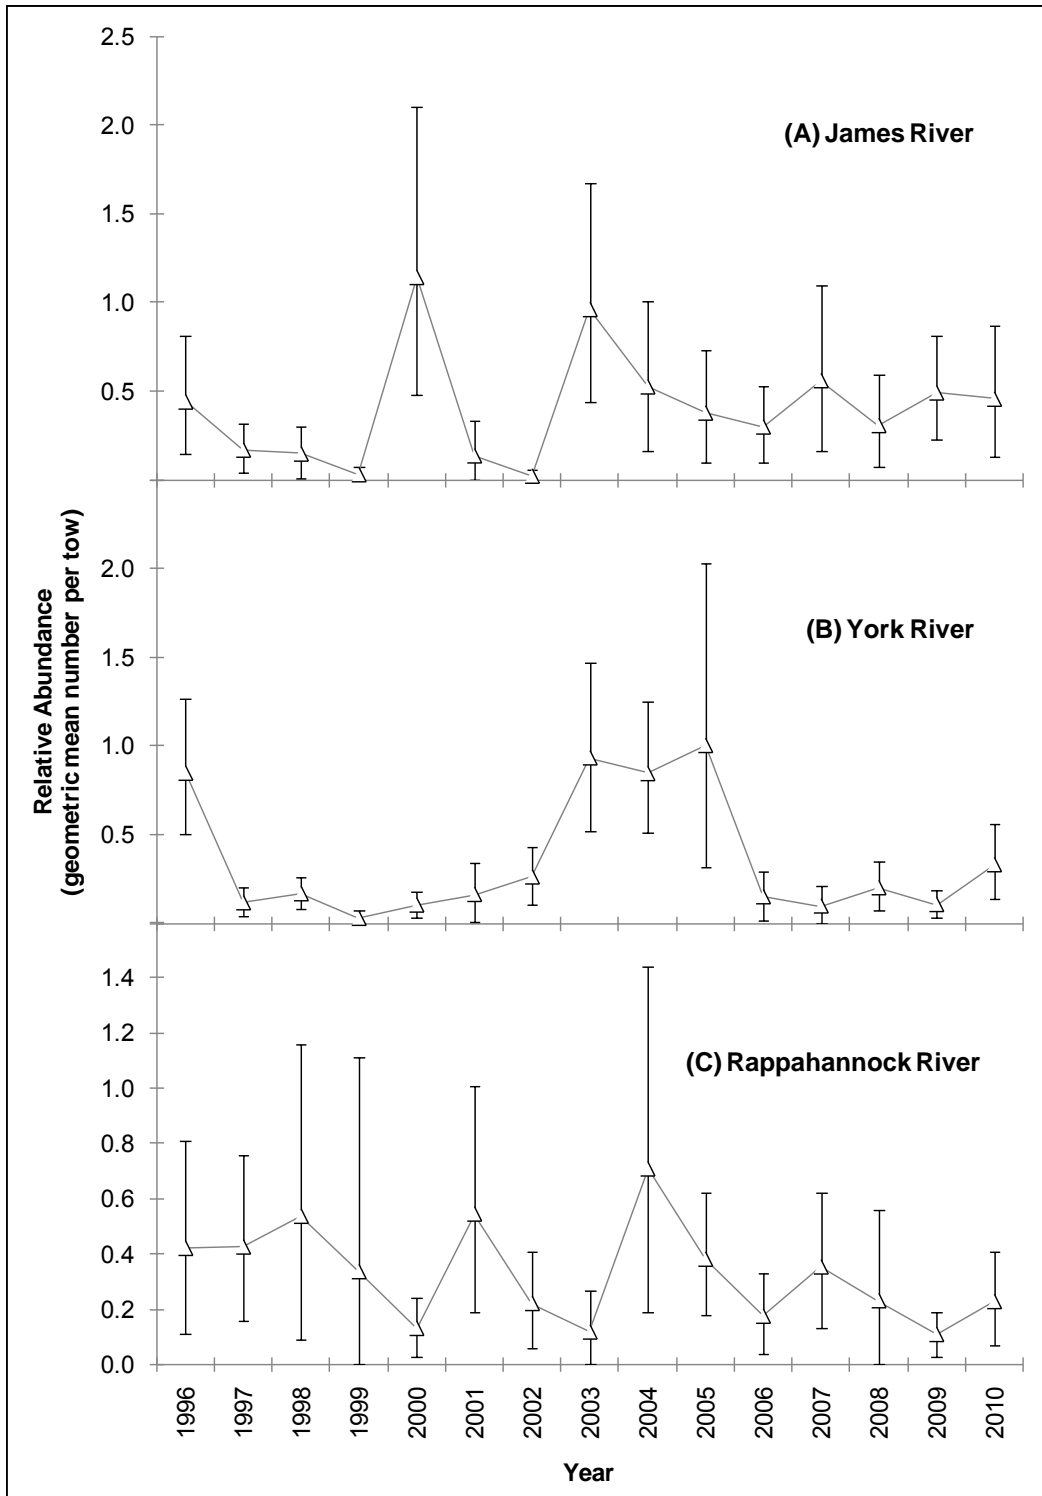 2.5
2.0
(A) James River
1.5
1.0
0.5
2.0
(B) York River
1.5
1.0
0.5
Relative Abundance
(geometric mean number per tow)
1.4
1.2
(C) Rappahannock River
1.0
0.8
0.6
0.4
0.2
0.0
1996 1997 1998 1999 2000 2001 2002 2003 2004 2005 2006 2007 2008 2009 2010
Year